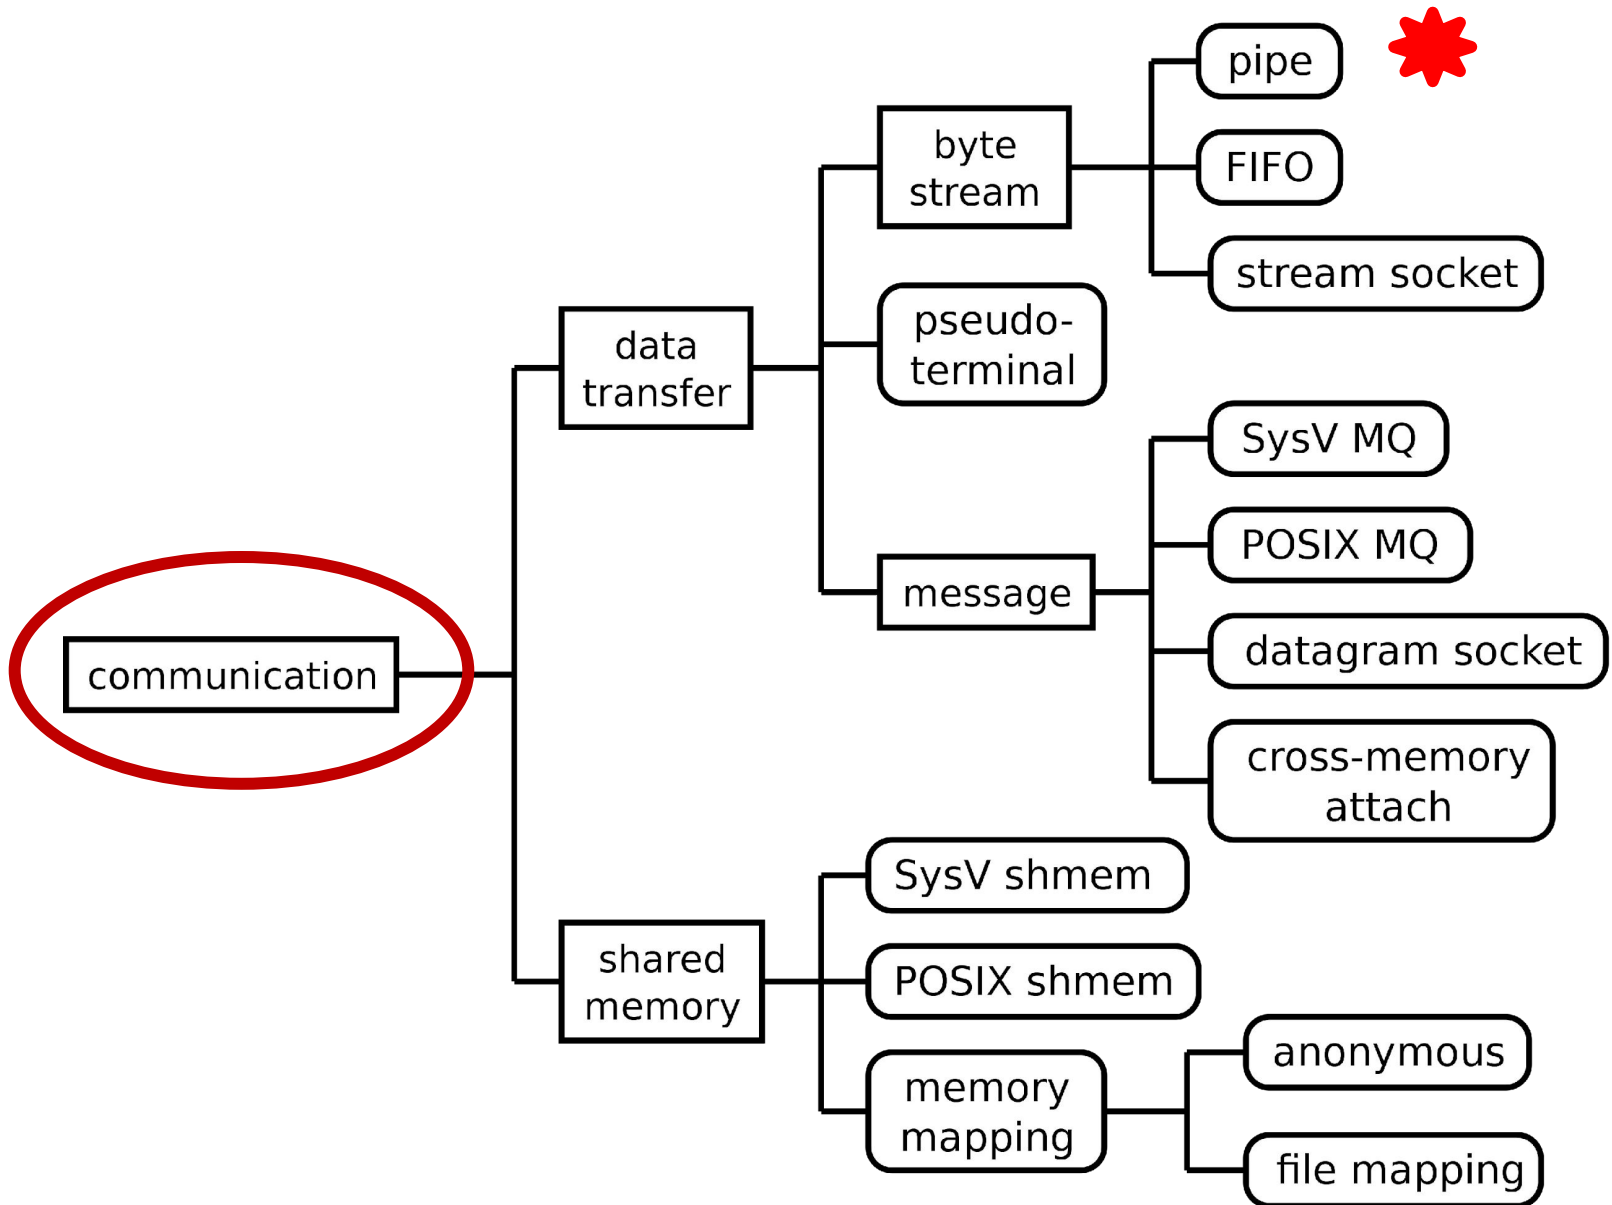 pipe
byte
stream
FIFO
stream socket
pseudo-
terminal
data
transfer
SysV MQ
POSIX MQ
message
datagram socket
communication
cross-memory
attach
SysV shmem
shared
memory
POSIX shmem
anonymous
memory
mapping
file mapping